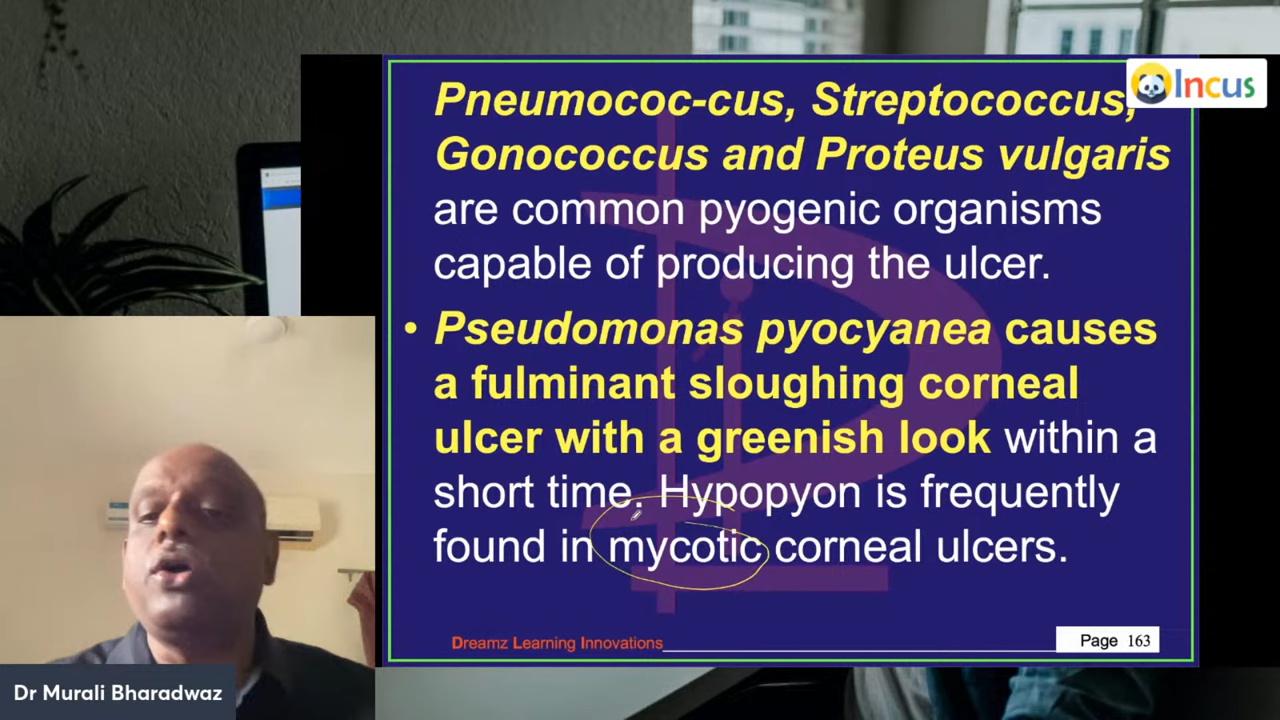 Incus
Pneumococ-cus, Streptococcus,
Gonococcus and Proteus vulgaris
are common pyogenic organisms
capable of producing the ulcer.
• Pseudomonas pyocyanea causes
a fulminant sloughing corneal
ulcer with a greenish look within a
short time. Hypopyon is frequently
found in mycotic corneal ulcers.
Dreamz Learning Innovations
Page 163
Dr Murali Bharadwaz